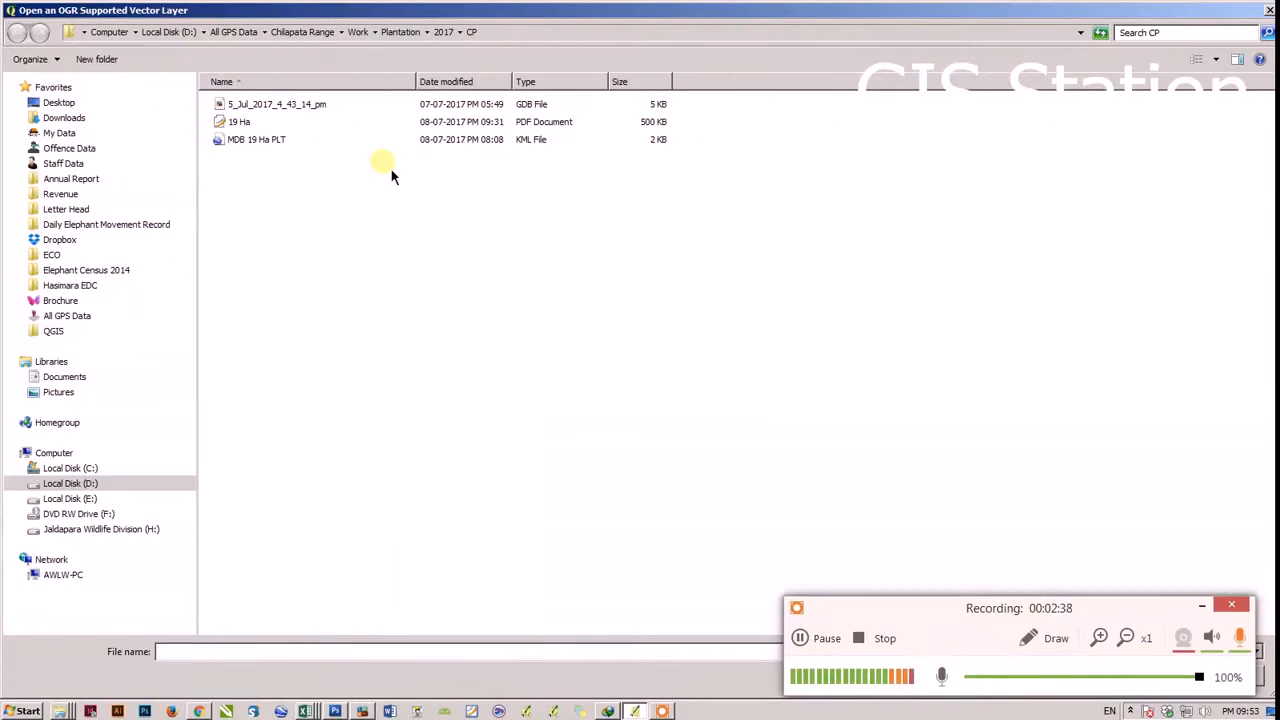 Open an OGR Supported Vector Layer
Computer Local Disk (D:) All GPS Data Chilapata Range Work Plantation 2017 CP Search CP
Organize New folder
GIS Station
Name Date modified Type Size
5_Jul_2017_4_43_14_pm 07-07-2017 PM 05:49 GDB File 5 KB
19 Ha 08-07-2017 PM 09:31 PDF Document 500 KB
MDB 19 Ha PLT 08-07-2017 PM 08:08 KML File 2 KB
Favorites
Desktop
Downloads
My Data
Offence Data
Staff Data
Annual Report
Revenue
Letter Head
Daily Elephant Movement Record
Dropbox
ECO
Elephant Census 2014
Hasimara EDC
Brochure
All GPS Data
QGIS
Libraries
Documents
Pictures
Homegroup
Computer
Local Disk (C:)
Local Disk (D:)
Local Disk (E:)
DVD RW Drive (F:)
Jaldapara Wildlife Division (H:)
Network
AWLW-PC
Recording: 00:02:38
Pause Stop Draw x1
100%
File name:
Start EN PM 09:53